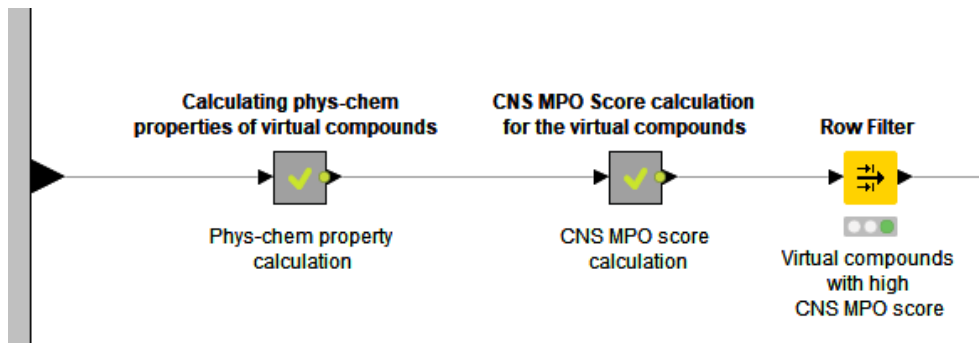 Calculating phys-chem
properties of virtual compounds
CNS MPO Score calculation
for the virtual compounds
Row Filter
Phys-chem property
calculation
CNS MPO score
calculation
Virtual compounds
with high
CNS MPO score